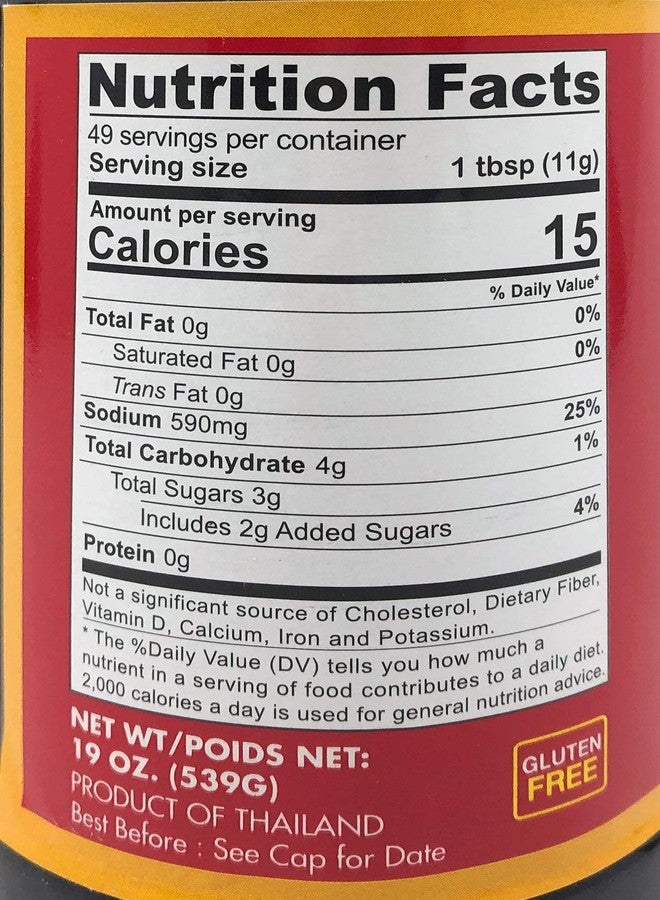 Nutrition Facts
49 servings per container
Serving size 1 tbsp (11g)
Amount per serving
Calories 15
% Daily Value*
Total Fat 0g 0%
Saturated Fat 0g 0%
Trans Fat 0g
Sodium 590mg 25%
Total Carbohydrate 4g 1%
Total Sugars 3g
Includes 2g Added Sugars 4%
Protein 0g
Not a significant source of Cholesterol, Dietary Fiber,
Vitamin D, Calcium, Iron and Potassium.
* The %Daily Value (DV) tells you how much a
nutrient in a serving of food contributes to a daily diet.
2,000 calories a day is used for general nutrition advice.
NET WT/POIDS NET:
19 OZ. (539G)
PRODUCT OF THAILAND
Best Before : See Cap for Date
GLUTEN
FREE